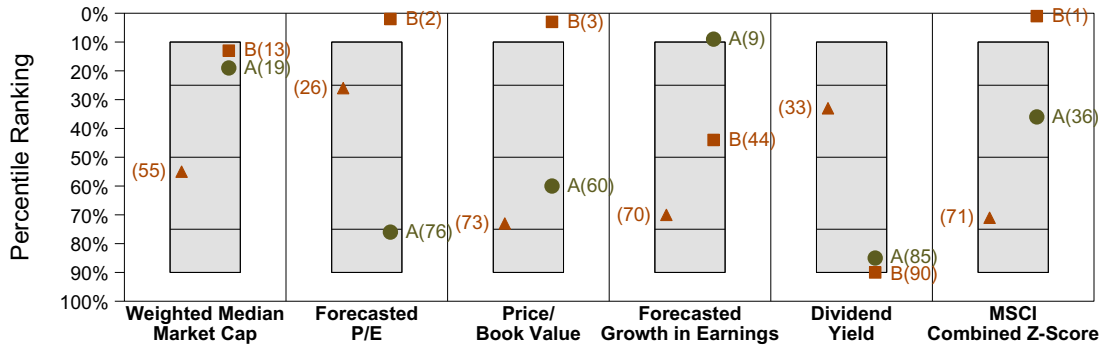 Percentile Ranking
0%
10%
20%
30%
40%
50%
60%
70%
80%
90%
100%
B(13)
A(19)
(55)
B(2)
(26)
A(76)
B(3)
A(60)
(73)
A(9)
B(44)
(70)
(33)
A(85)
B(90)
B(1)
A(36)
(71)
Weighted Median
Market Cap
Forecasted
P/E
Price/
Book Value
Forecasted
Growth in Earnings
Dividend
Yield
MSCI
Combined Z-Score